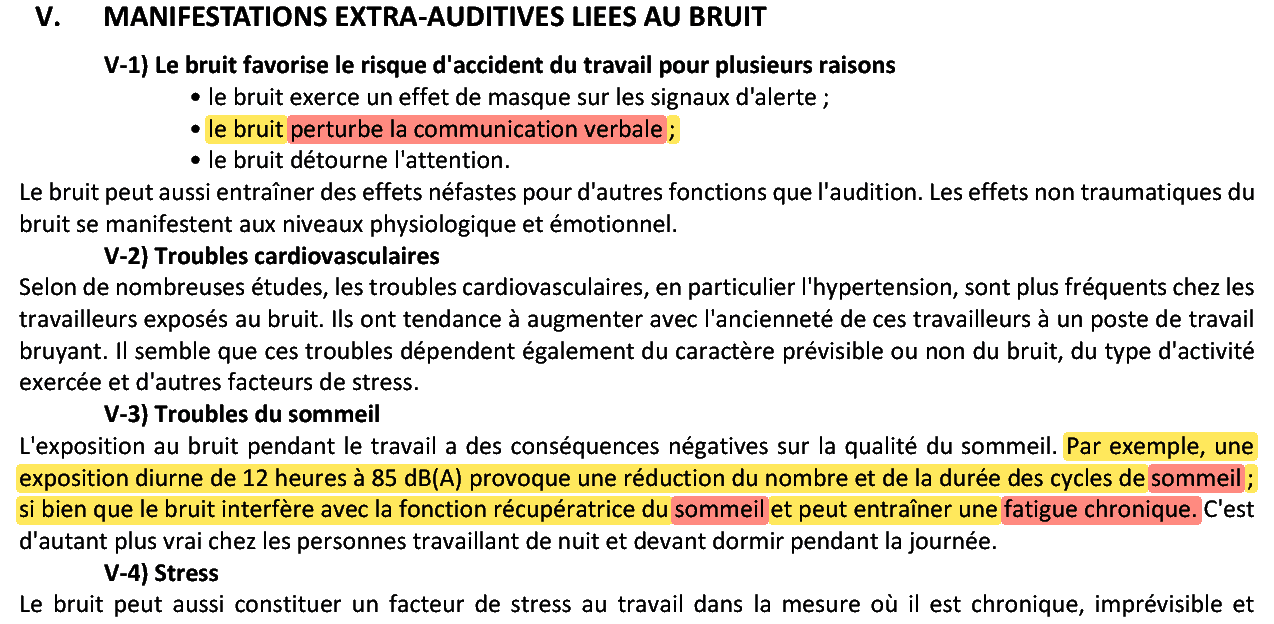 V. MANIFESTATIONS EXTRA-AUDITIVES LIEES AU BRUIT
V-1) Le bruit favorise le risque d'accident du travail pour plusieurs raisons
• le bruit exerce un effet de masque sur les signaux d'alerte ;
• le bruit perturbe la communication verbale ;
• le bruit détourne l'attention.
Le bruit peut aussi entraîner des effets néfastes pour d'autres fonctions que l'audition. Les effets non traumatiques du
bruit se manifestent aux niveaux physiologique et émotionnel.
V-2) Troubles cardiovasculaires
Selon de nombreuses études, les troubles cardiovasculaires, en particulier l'hypertension, sont plus fréquents chez les
travailleurs exposés au bruit. Ils ont tendance à augmenter avec l'ancienneté de ces travailleurs à un poste de travail
bruyant. Il semble que ces troubles dépendent également du caractère prévisible ou non du bruit, du type d'activité
exercée et d'autres facteurs de stress.
V-3) Troubles du sommeil
L'exposition au bruit pendant le travail a des conséquences négatives sur la qualité du sommeil. Par exemple, une
exposition diurne de 12 heures à 85 dB(A) provoque une réduction du nombre et de la durée des cycles de sommeil ;
si bien que le bruit interfère avec la fonction récupératrice du sommeil et peut entraîner une fatigue chronique. C'est
d'autant plus vrai chez les personnes travaillant de nuit et devant dormir pendant la journée.
V-4) Stress
Le bruit peut aussi constituer un facteur de stress au travail dans la mesure où il est chronique, imprévisible et